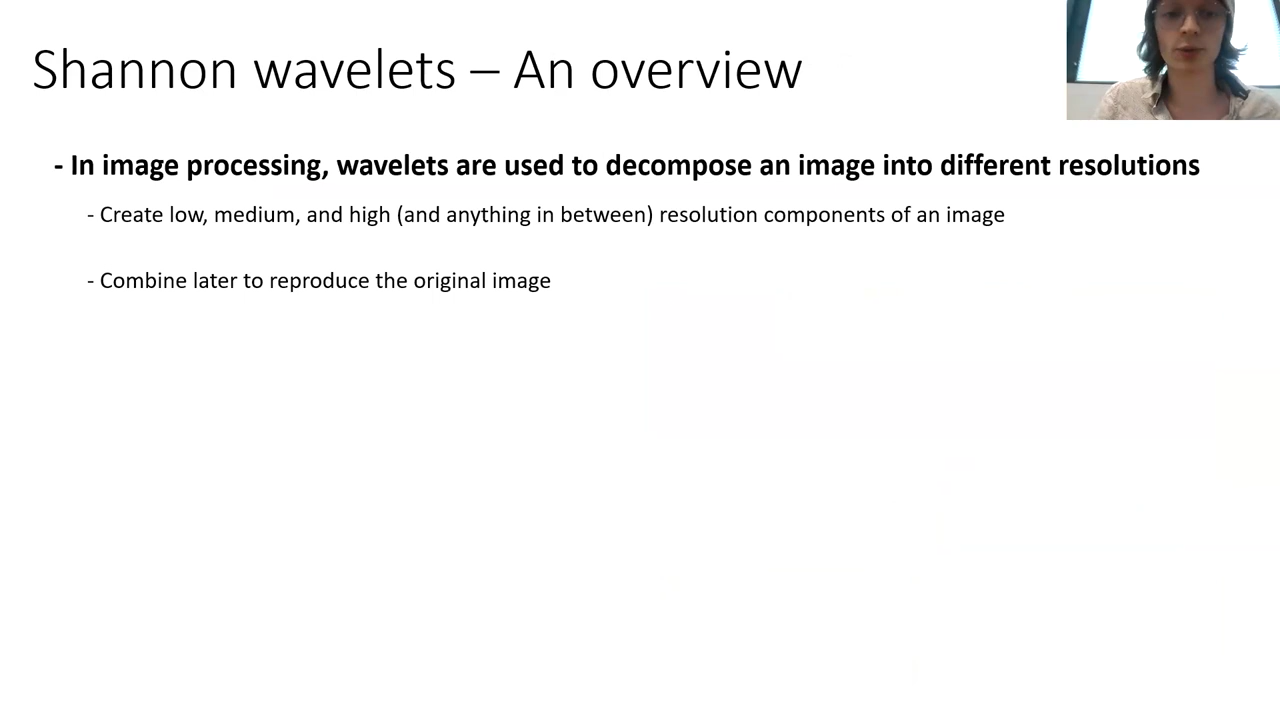 Shannon wavelets – An overview
- In image processing, wavelets are used to decompose an image into different resolutions
- Create low, medium, and high (and anything in between) resolution components of an image
- Combine later to reproduce the original image